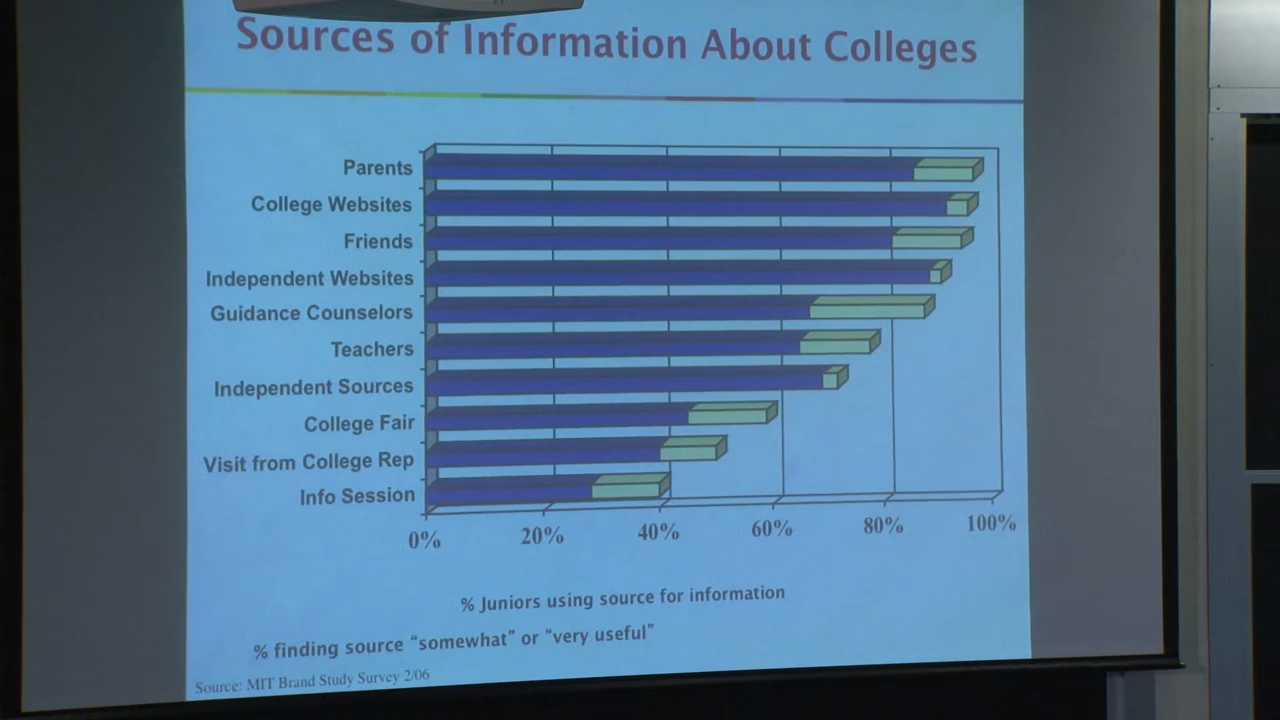 Sources of Information About Colleges
Parents
College Websites
Friends
Independent Websites
Guidance Counselors
Teachers
Independent Sources
College Fair
Visit from College Rep
Info Session
0% 20% 40% 60% 80% 100%
% Juniors using source for information
% finding source “somewhat” or “very useful”
Source: MIT Brand Study Survey 2/06